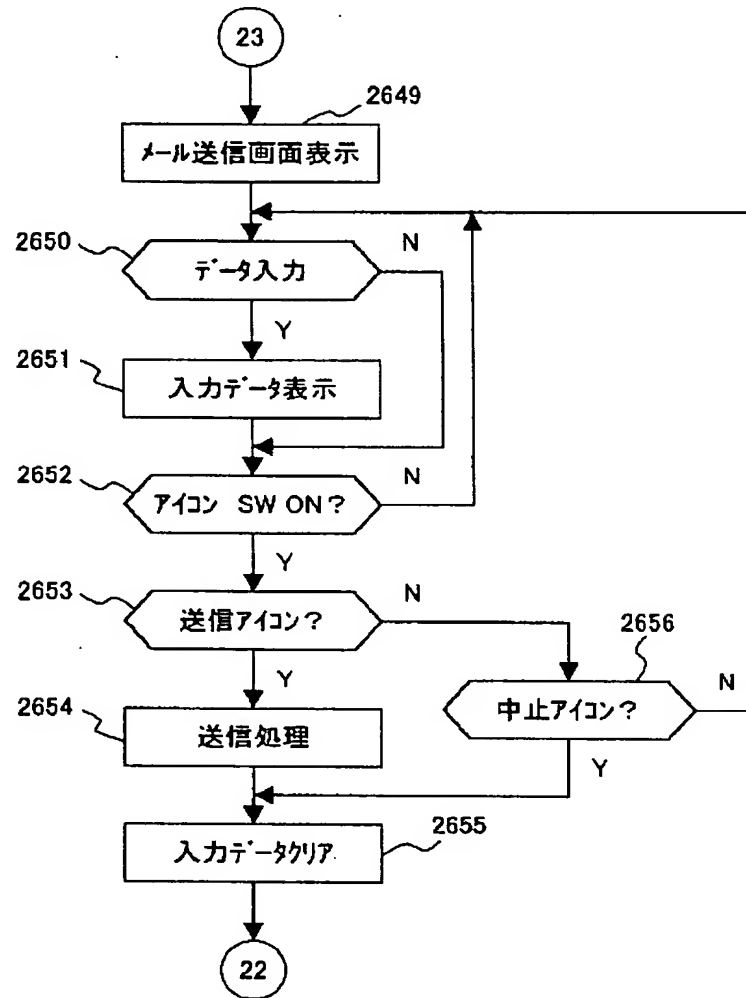 23
2649
メール送信画面表示
2650
データ入力
N
Y
2651
入力データ表示
2652
アイコン SW ON?
N
Y
2653
送信アイコン?
N
2656
Y
中止アイコン?
N
2654
送信処理
Y
2655
入力データクリア
22